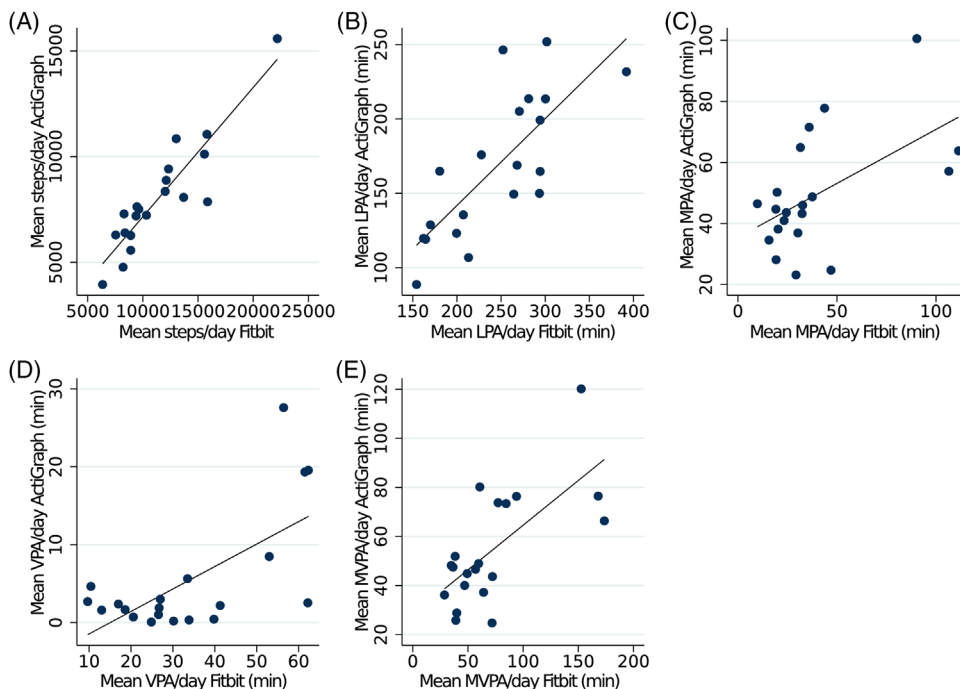 (A)
15000
10000
5000
Mean steps/day ActiGraph
5000 10000 15000 20000 25000
Mean steps/day Fitbit
(B)
250
200
150
100
Mean LPA/day ActiGraph (min)
150 200 250 300 350 400
Mean LPA/day Fitbit (min)
(C)
100
80
60
40
20
Mean MPA/day ActiGraph (min)
0 50 100
Mean MPA/day Fitbit (min)
(D)
30
20
10
0
Mean VPA/day ActiGraph (min)
10 20 30 40 50 60
Mean VPA/day Fitbit (min)
(E)
120
100
80
60
40
20
Mean MVPA/day ActiGraph (min)
0 50 100 150 200
Mean MVPA/day Fitbit (min)